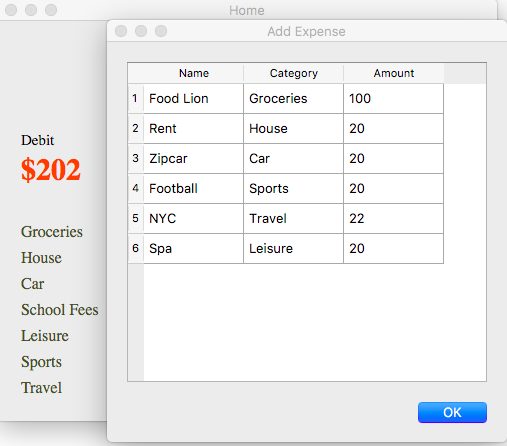 Home
Add Expense
Name Category Amount
1 Food Lion Groceries 100
2 Rent House 20
3 Zipcar Car 20
4 Football Sports 20
5 NYC Travel 22
6 Spa Leisure 20
OK
Debit
$202
Groceries
House
Car
School Fees
Leisure
Sports
Travel